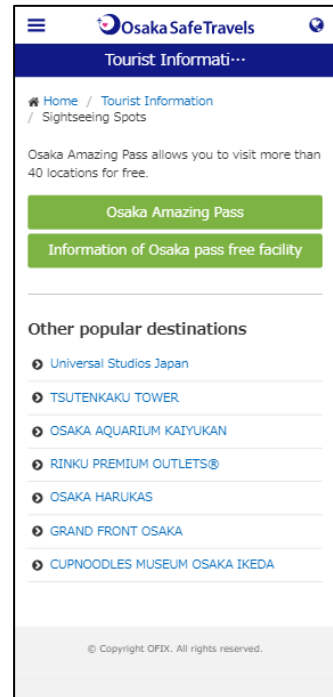 Osaka Safe Travels
Tourist Informati···
Home / Tourist Information
/ Sightseeing Spots
Osaka Amazing Pass allows you to visit more than
40 locations for free.
Osaka Amazing Pass
Information of Osaka pass free facility
Other popular destinations
Universal Studios Japan
TSUTENKAKU TOWER
OSAKA AQUARIUM KAIYUKAN
RINKU PREMIUM OUTLETS®
OSAKA HARUKAS
GRAND FRONT OSAKA
CUPNOODLES MUSEUM OSAKA IKEDA
© Copyright OFIX. All rights reserved.